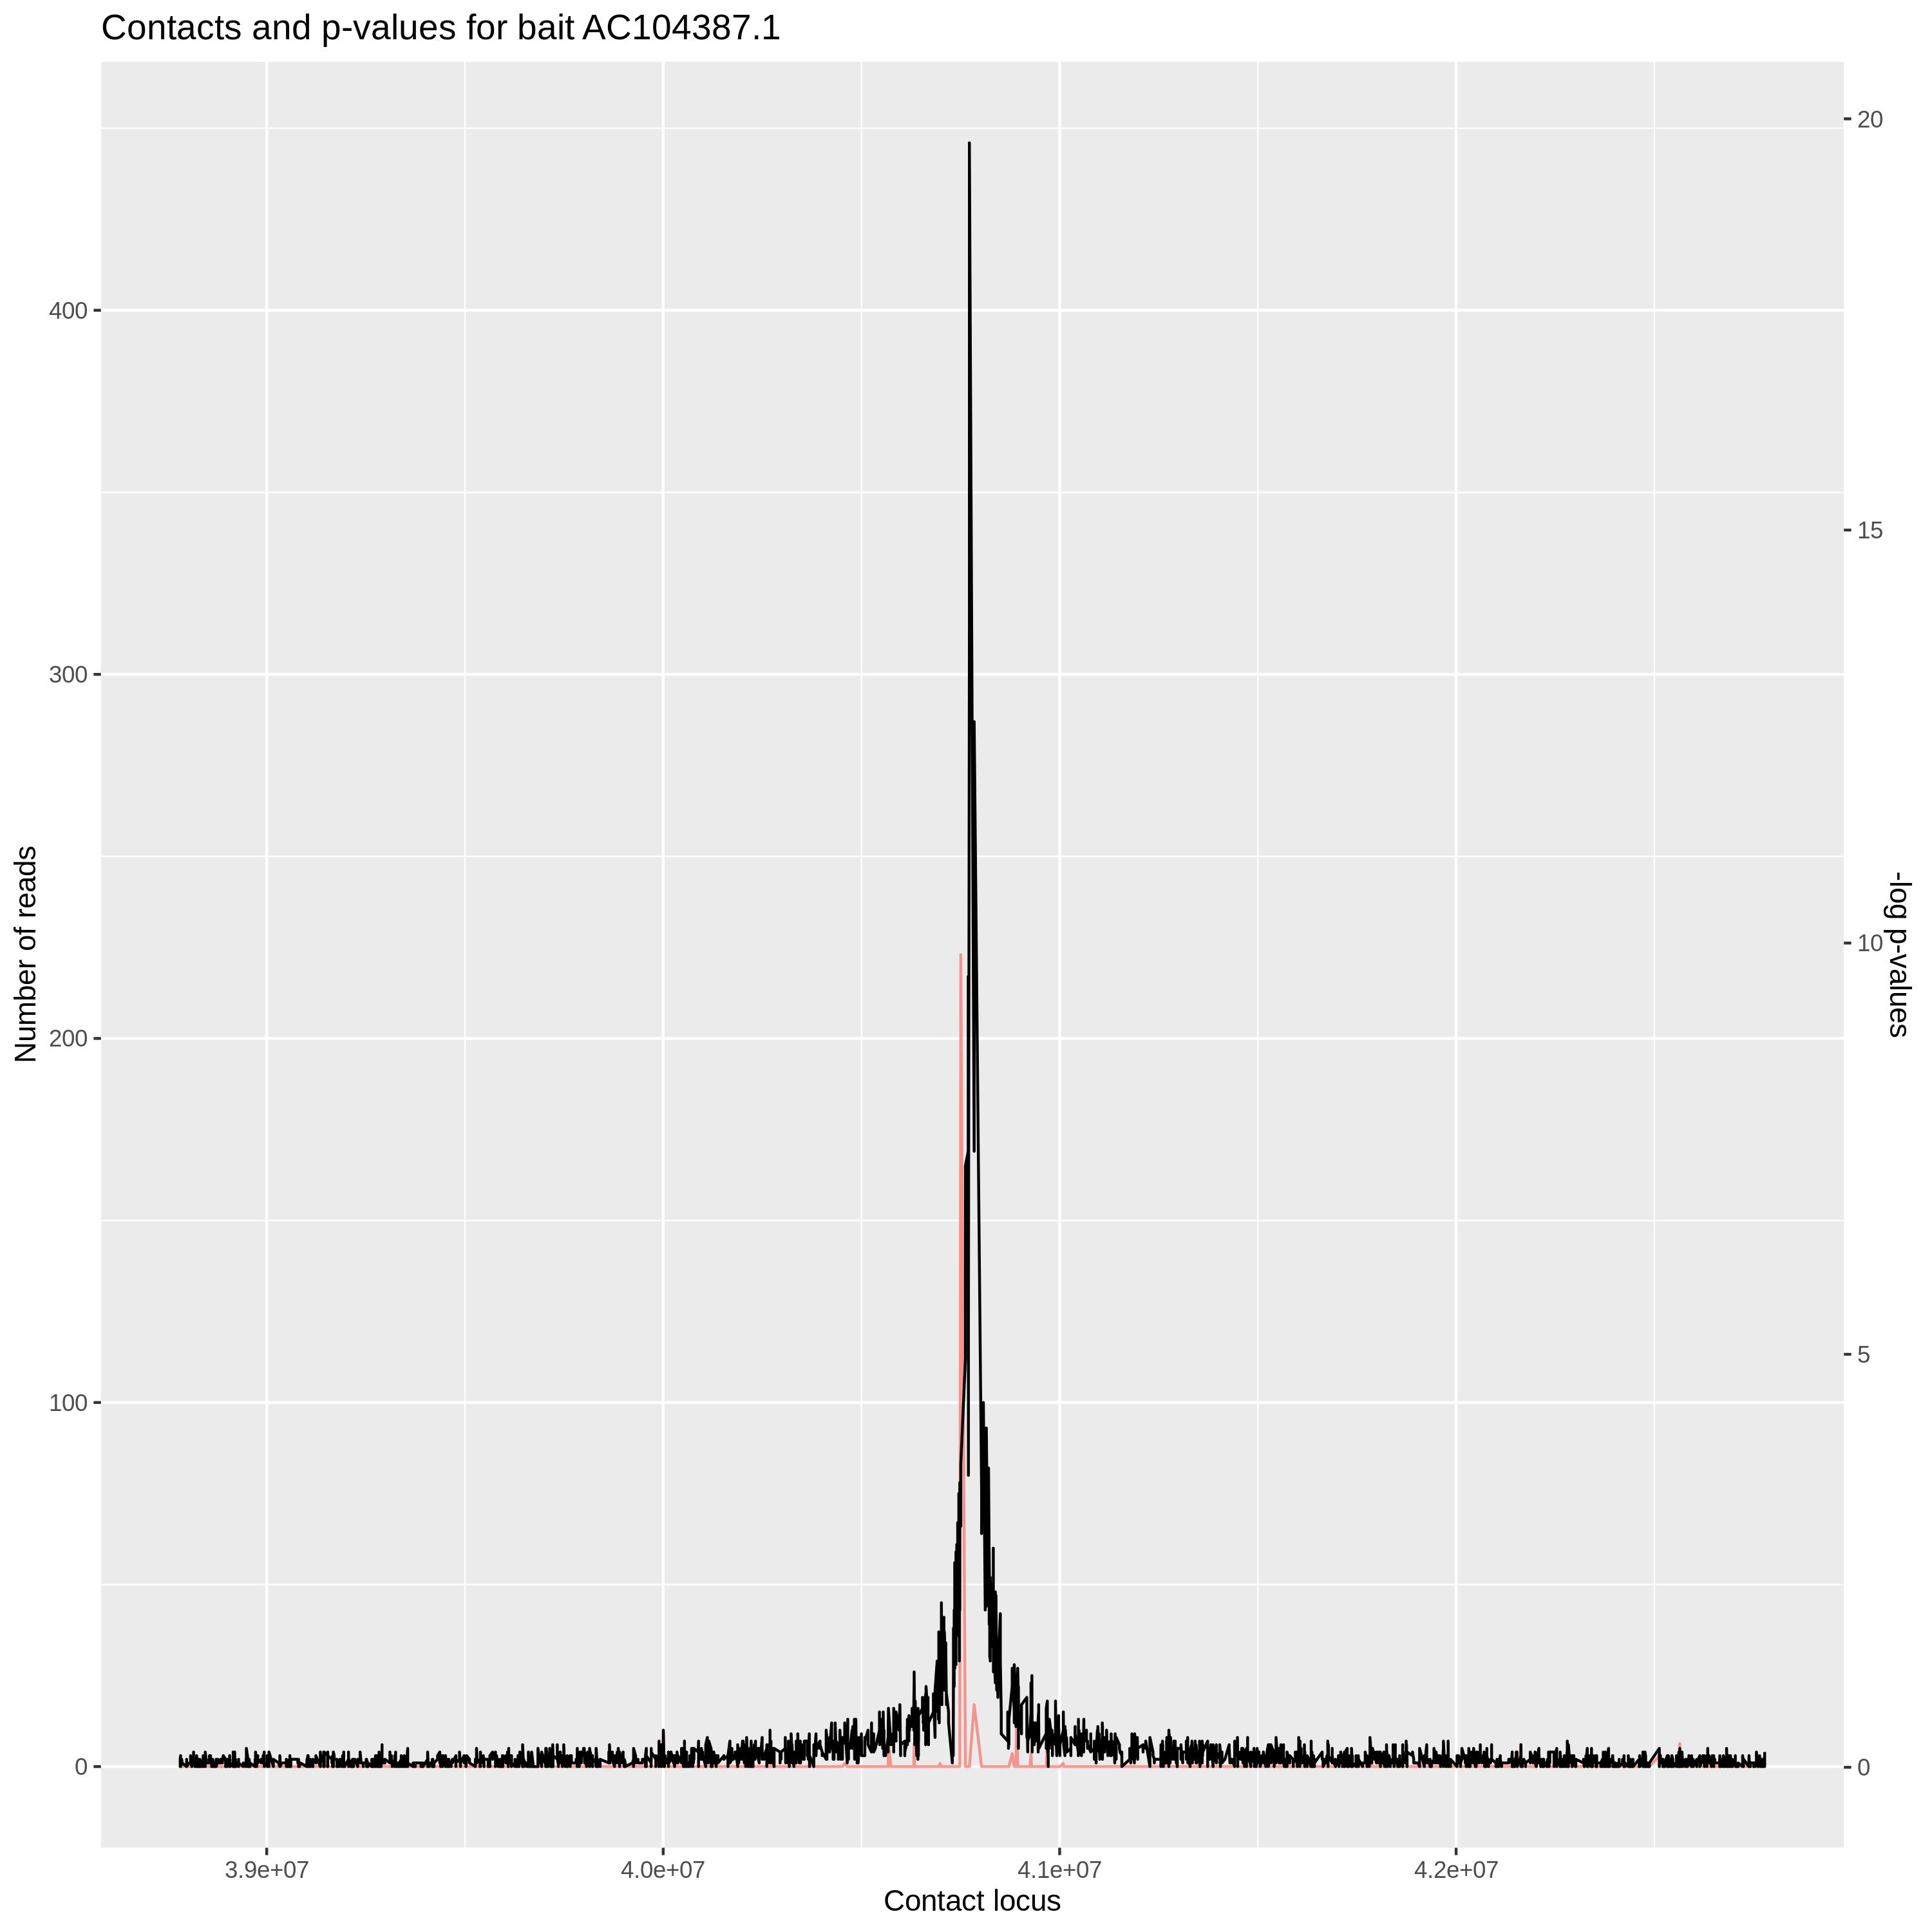 Contacts and p-values for bait AC104387.1
Number of reads
400
300
200
100
0
20
15
10
5
0
-log p-values
3.9e+07
4.0e+07
4.1e+07
4.2e+07
Contact locus